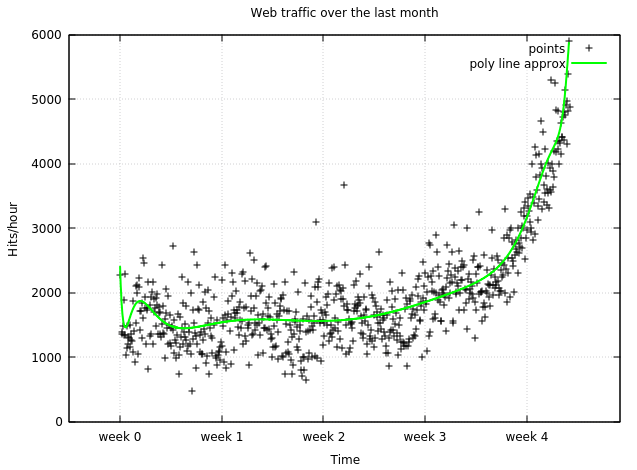 Web traffic over the last month
6000
points
poly line approx
5000
4000
3000
2000
1000
0
Hits/hour
week 0 week 1 week 2 week 3 week 4
Time